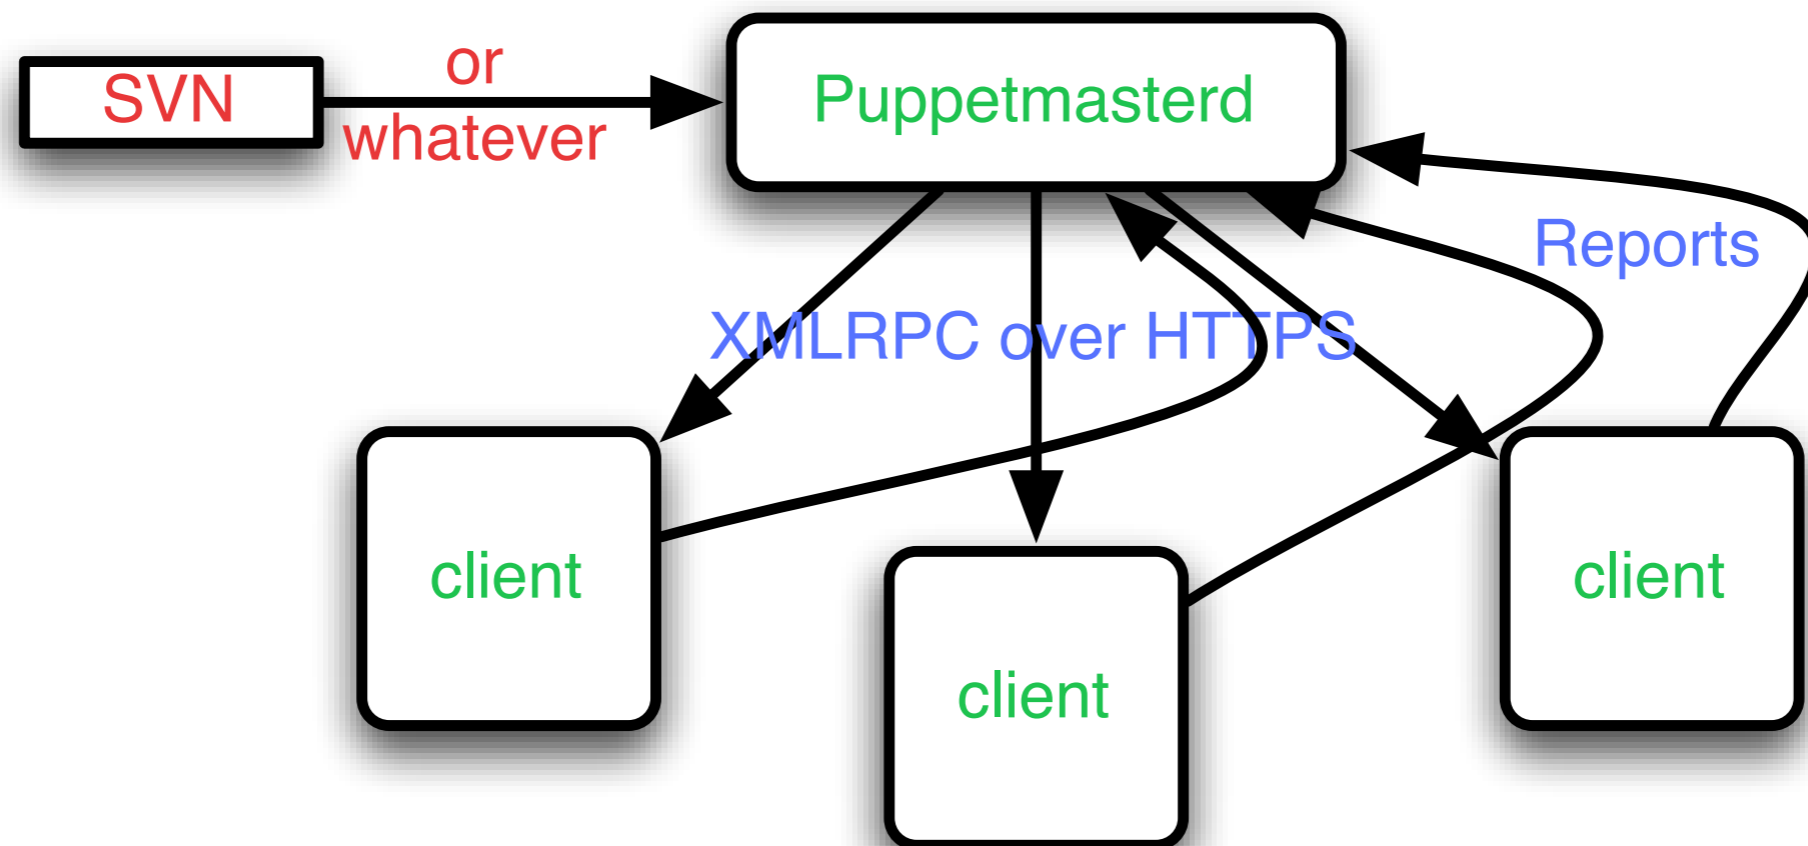 SVN
or
whatever
Puppetmasterd
Reports
XMLRPC over HTTPS
client
client
client